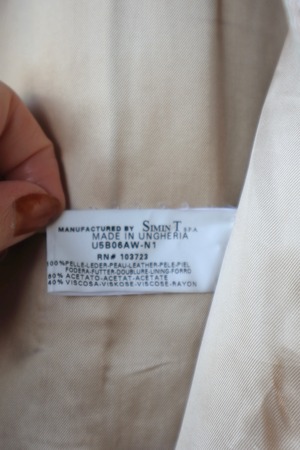 MANUFACTURED BY SIMIN T S.P.A.
MADE IN UNGHERIA
USB06AW-N1
RN# 103723
100%PELLE-LEDER-PEAU-LEATHER-PELE-PIEL
FODERA-FUTTER-DOUBLURE-LINING-FORRO
60% ACETATO-ACETAT-ACETATE
40% VISCOSA-VISKOSE-VISCOSE-RAYON